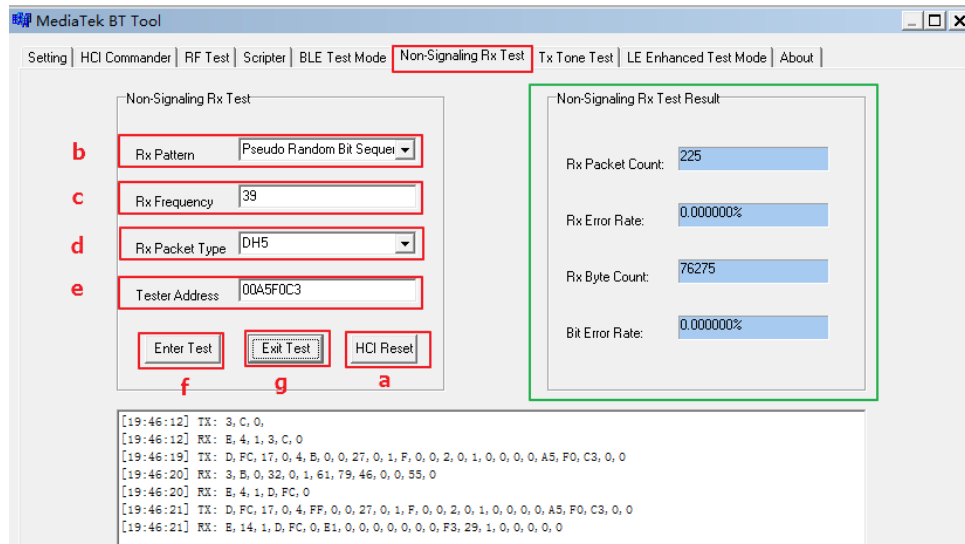 MediaTek BT Tool
Setting HCI Commander RF Test Scripter BLE Test Mode Non-Signaling Rx Test Tx Tone Test LE Enhanced Test Mode About
Non-Signaling Rx Test
b Rx Pattern Pseudo Random Bit Sequer
c Rx Frequency 39
d Rx Packet Type DH5
e Tester Address 00A5F0C3
Enter Test Exit Test HCI Reset
f g a
Non-Signaling Rx Test Result
Rx Packet Count: 225
Rx Error Rate: 0.000000%
Rx Byte Count: 76275
Bit Error Rate: 0.000000%
[19:46:12] TX: 3, C, 0,
[19:46:12] RX: E, 4, 1, 3, C, 0
[19:46:19] TX: D, FC, 17, 0, 4, B, 0, 0, 27, 0, 1, F, 0, 0, 2, 0, 1, 0, 0, 0, 0, A5, F0, C3, 0, 0
[19:46:20] RX: 3, B, 0, 32, 0, 1, 61, 79, 46, 0, 0, 55, 0
[19:46:20] RX: E, 4, 1, D, FC, 0
[19:46:21] TX: D, FC, 17, 0, 4, FF, 0, 0, 27, 0, 1, F, 0, 0, 2, 0, 1, 0, 0, 0, 0, A5, F0, C3, 0, 0
[19:46:21] RX: E, 14, 1, D, FC, 0, E1, 0, 0, 0, 0, 0, 0, 0, F3, 29, 1, 0, 0, 0, 0, 0